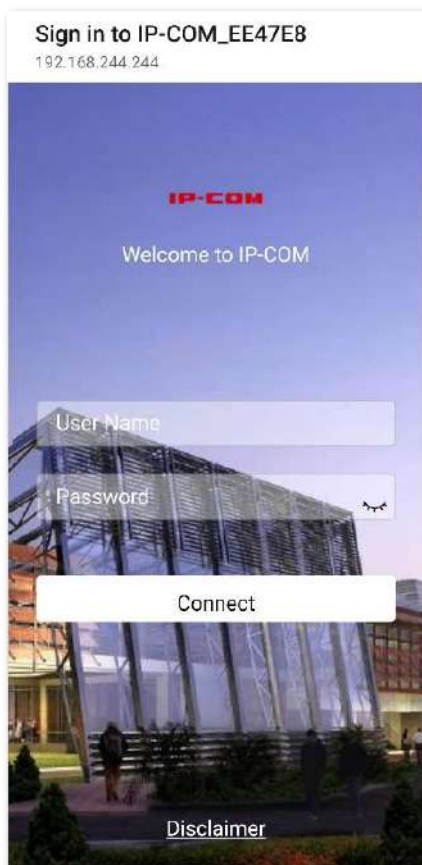 Sign in to IP-COM_EE47E8
192.168.244.244
IP-COM
Welcome to IP-COM
User Name
Password
Connect
Disclaimer